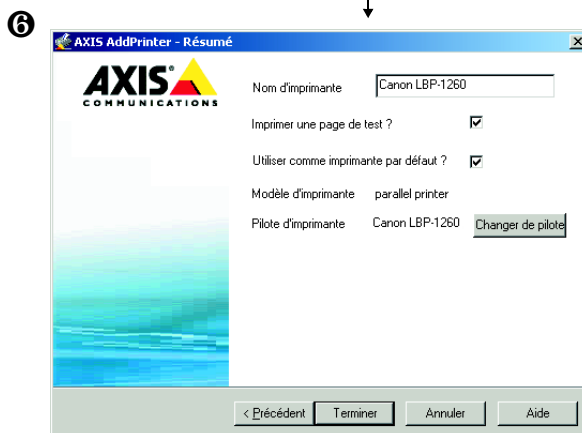 ❻
AXIS AddPrinter - Résumé
AXIS
COMMUNICATIONS
Nom d'imprimante Canon LBP-1260
Imprimer une page de test ?
Utiliser comme imprimante par défaut ?
Modèle d'imprimante parallel printer
Pilote d'imprimante Canon LBP-1260 Changer de pilote
< Précédent Terminer Annuler Aide